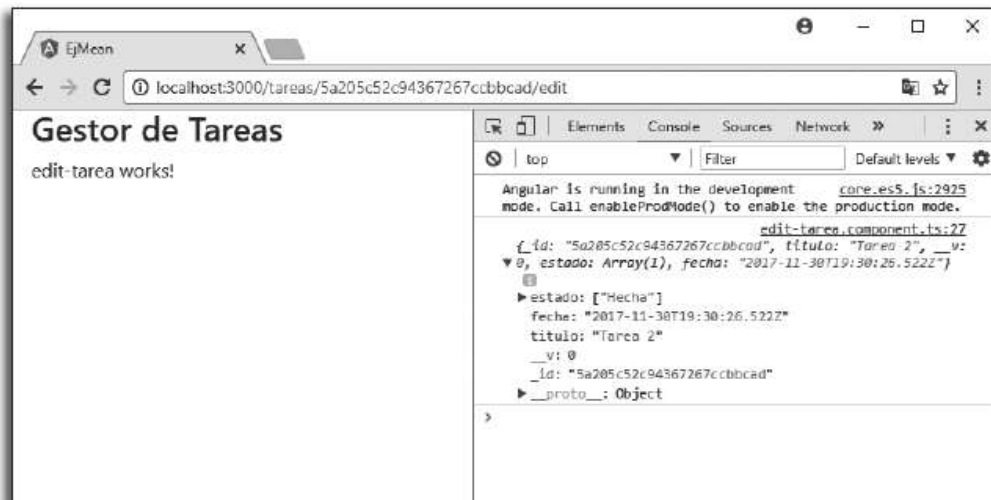 EjMean
localhost:3000/tareas/5a205c52c94367267ccbbcad/edit
Gestor de Tareas
edit-tarea works!
Elements Console Sources Network »
top Filter Default levels
Angular is running in the development core.es5.js:2925
mode. Call enableProdMode() to enable the production mode.
edit-tarea.component.ts:27
{_id: "5a205c52c94367267ccbbcad", titulo: "Tarea 2", __v:
0, estado: Array(1), fecha: "2017-11-30T19:30:26.522Z"}
estado: ["Hecha"]
fecha: "2017-11-30T19:30:26.522Z"
titulo: "Tarea 2"
__v: 0
_id: "5a205c52c94367267ccbbcad"
__proto__: Object